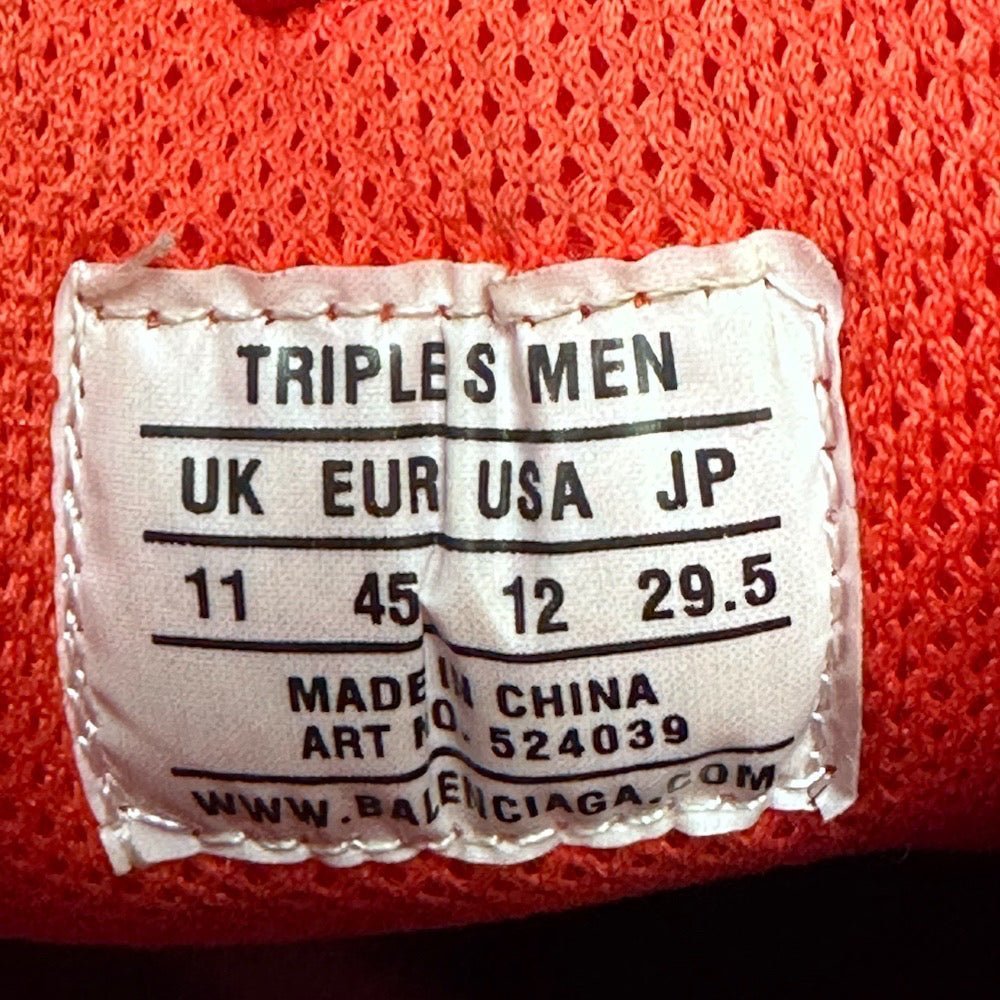 TRIPLE S MEN
UK EUR USA JP
11 45 12 29.5
MADE IN CHINA
ART NO. 524039
WWW.BALENCIAGA.COM